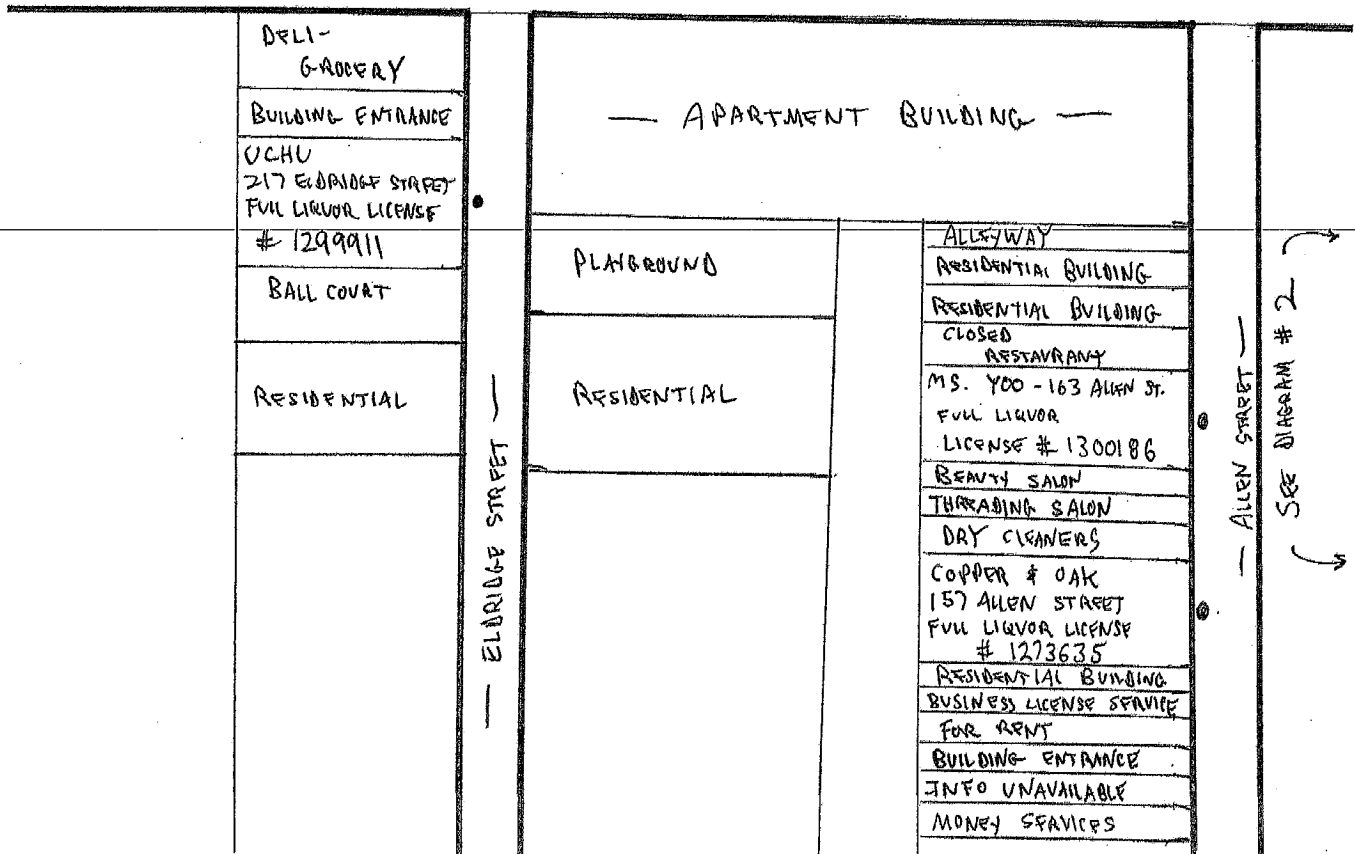 DELI-
GROCERY
BUILDING ENTRANCE
UCHU
217 ELDRIDGE STREET
FULL LIQUOR LICENSE
# 1299911
BALL COURT
RESIDENTIAL
— ELDRIDGE STREET —
— APARTMENT BUILDING —
PLAYGROUND
RESIDENTIAL
ALLEYWAY
RESIDENTIAL BUILDING
RESIDENTIAL BUILDING
CLOSED
RESTAURANT
MS. YOO - 163 ALLEN ST.
FULL LIQUOR
LICENSE # 1300186
BEAUTY SALON
THREADING SALON
DRY CLEANERS
COPPER & OAK
157 ALLEN STREET
FULL LIQUOR LICENSE
# 1273635
RESIDENTIAL BUILDING
BUSINESS LICENSE SERVICE
FOR RENT
BUILDING ENTRANCE
INFO UNAVAILABLE
MONEY SERVICES
— ALLEN STREET —
SEE DIAGRAM # 2